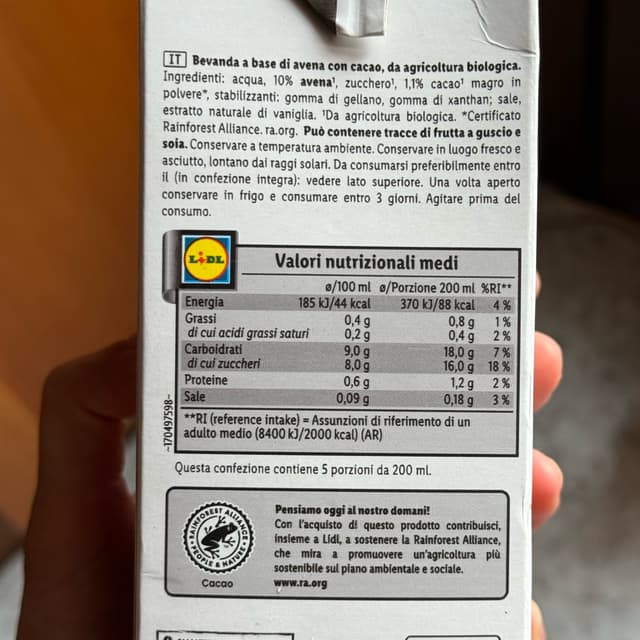 IT Bevanda a base di avena con cacao, da agricoltura biologica.
Ingredienti: acqua, 10% avena¹, zucchero¹, 1,1% cacao¹ magro in
polvere*, stabilizzanti: gomma di gellano, gomma di xanthan; sale,
estratto naturale di vaniglia. ¹Da agricoltura biologica. *Certificato
Rainforest Alliance. ra.org. Può contenere tracce di frutta a guscio e
soia. Conservare a temperatura ambiente. Conservare in luogo fresco e
asciutto, lontano dai raggi solari. Da consumarsi preferibilmente entro
il (in confezione integra): vedere lato superiore. Una volta aperto
conservare in frigo e consumare entro 3 giorni. Agitare prima del
consumo.
LIDL
Valori nutrizionali medi
ø/100 ml ø/Porzione 200 ml %RI**
Energia 185 kJ/44 kcal 370 kJ/88 kcal 4 %
Grassi 0,4 g 0,8 g 1 %
di cui acidi grassi saturi 0,2 g 0,4 g 2 %
Carboidrati 9,0 g 18,0 g 7 %
di cui zuccheri 8,0 g 16,0 g 18 %
Proteine 0,6 g 1,2 g 2 %
Sale 0,09 g 0,18 g 3 %
**RI (reference intake) = Assunzioni di riferimento di un
adulto medio (8400 kJ/2000 kcal) (AR)
-170497598-
Questa confezione contiene 5 porzioni da 200 ml.
RAINFOREST ALLIANCE
PEOPLE & NATURE
Cacao
Pensiamo oggi al nostro domani!
Con l'acquisto di questo prodotto contribuisci,
insieme a Lidl, a sostenere la Rainforest Alliance,
che mira a promuovere un'agricoltura più
sostenibile sul piano ambientale e sociale.
www.ra.org